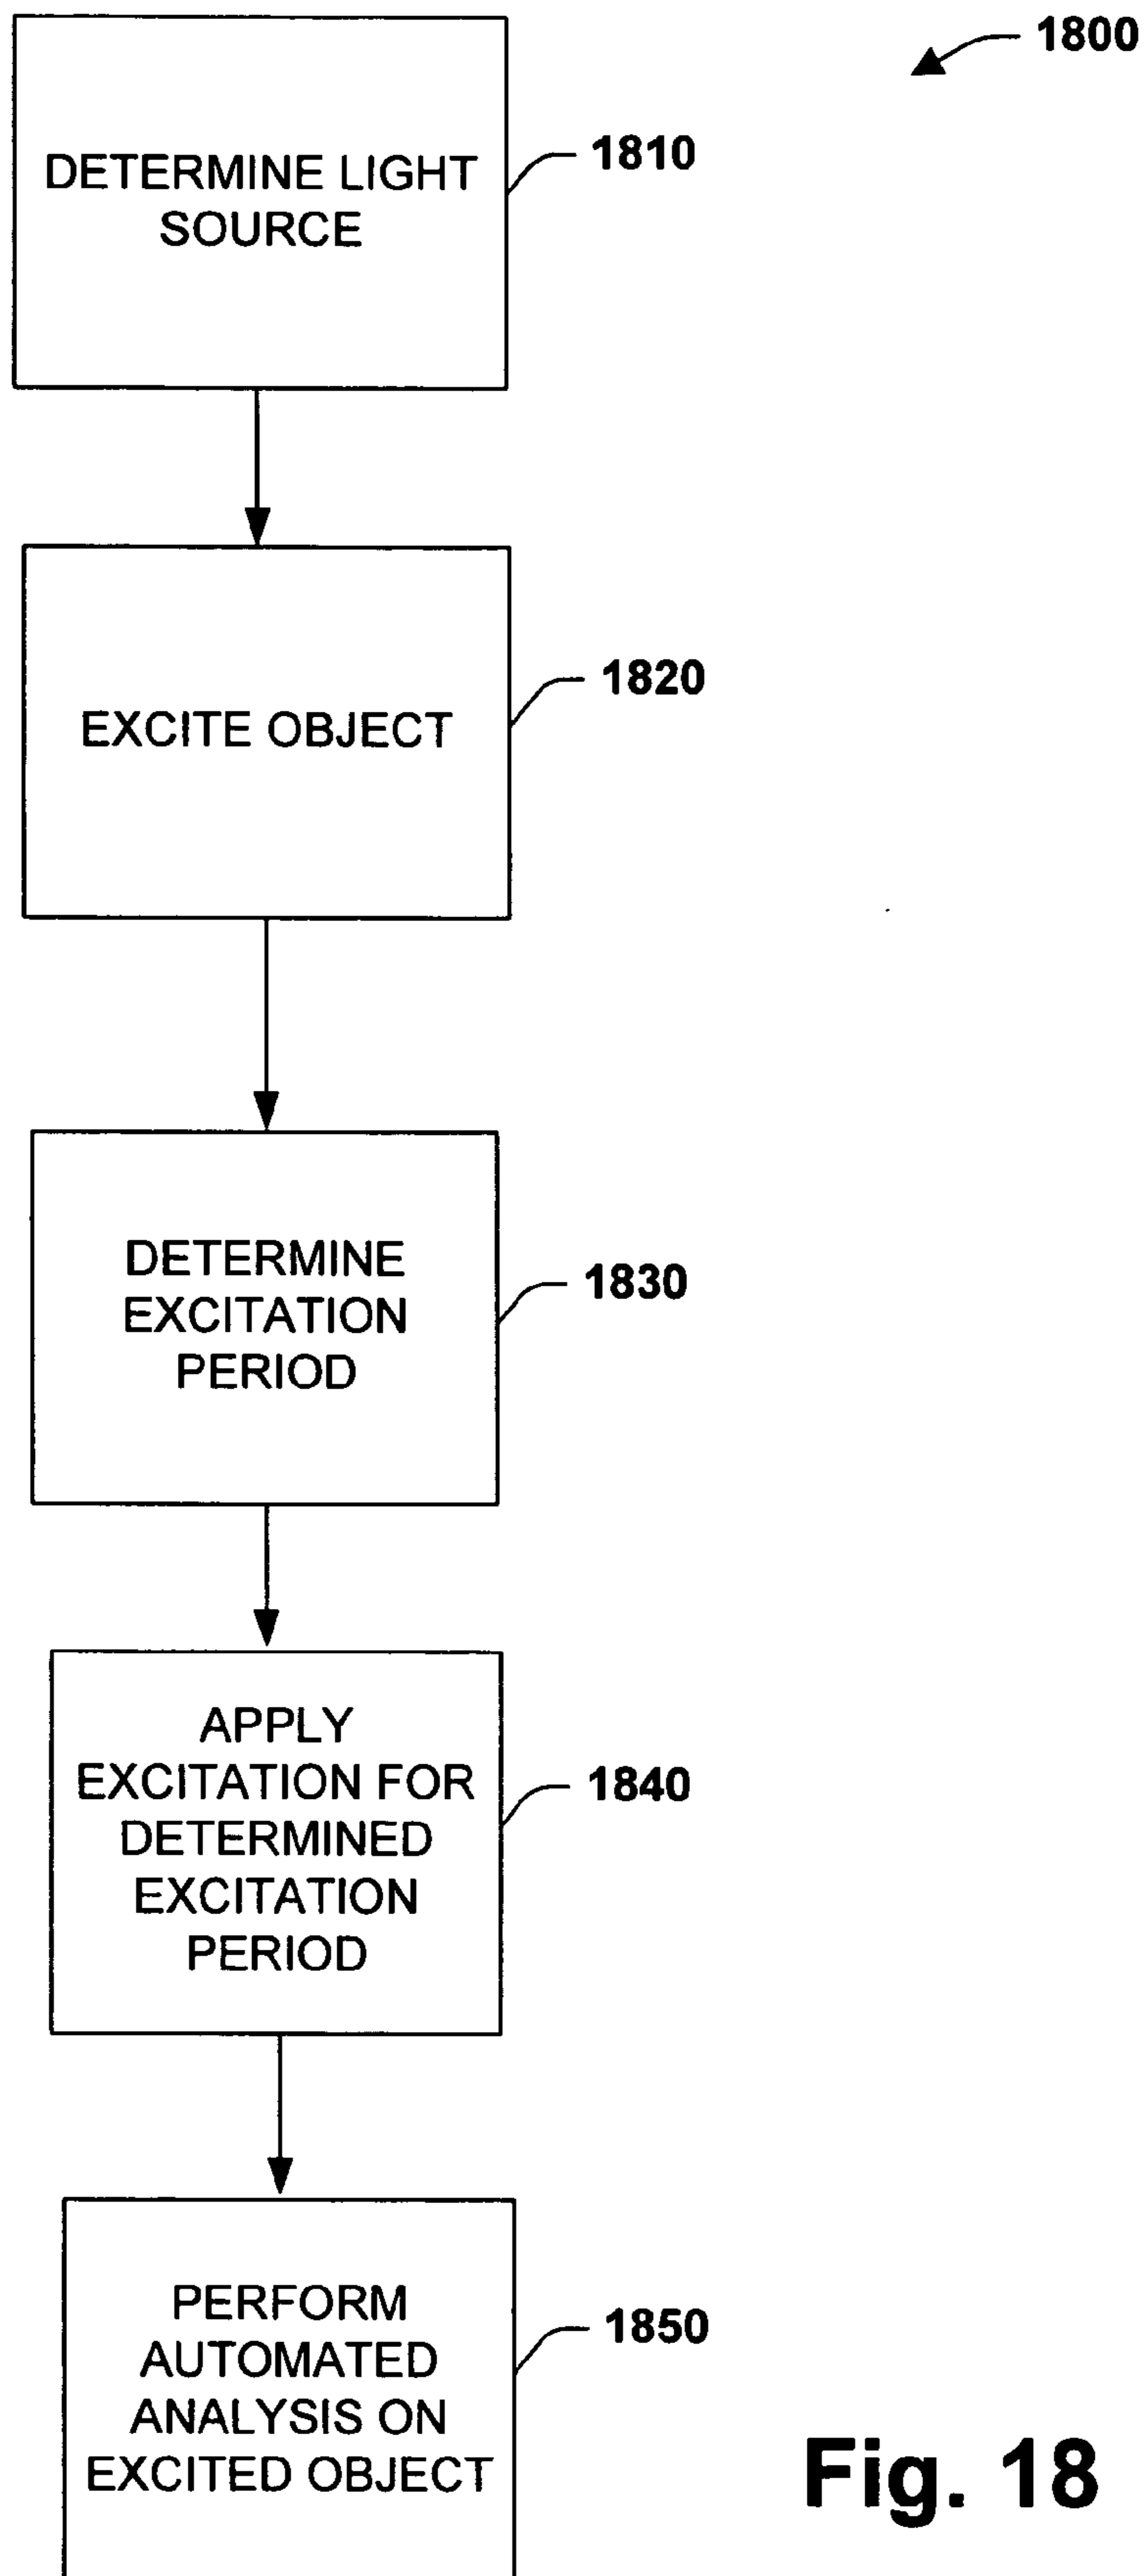 1800
DETERMINE LIGHT
SOURCE
1810
EXCITE OBJECT
1820
DETERMINE
EXCITATION
PERIOD
1830
APPLY
EXCITATION FOR
DETERMINED
EXCITATION
PERIOD
1840
PERFORM
AUTOMATED
ANALYSIS ON
EXCITED OBJECT
1850
Fig. 18